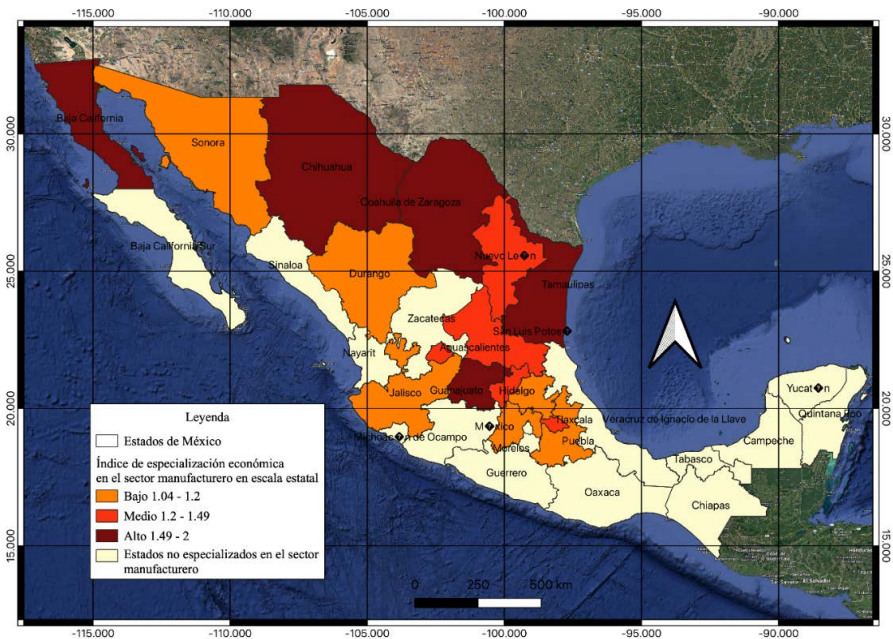 -115.000 -110.000 -105.000 -100.000 -95.000 -90.000
30.000 30.000
Baja California
Sonora
Chihuahua
Coahuila de Zaragoza
Baja California Sur
Sinaloa
Nuevo Le�n
25.000 25.000
Durango
Tamaulipas
Zacatecas
San Luis Potos�
Nayarit
Aguascalientes
Guanajuato
Hidalgo
Jalisco
Yucat�n
20.000 20.000
Quintana Roo
Tlaxcala
Veracruz de Ignacio de la Llave
Michoac�n de Ocampo
M�xico
Puebla
Campeche
Morelos
Tabasco
Guerrero
Oaxaca
Chiapas
15.000 15.000
Leyenda
Estados de México
Índice de especialización económica
en el sector manufacturero en escala estatal
Bajo 1.04 - 1.2
Medio 1.2 - 1.49
Alto 1.49 - 2
Estados no especializados en el sector
manufacturero
0 250 500 km
-115.000 -110.000 -105.000 -100.000 -95.000 -90.000